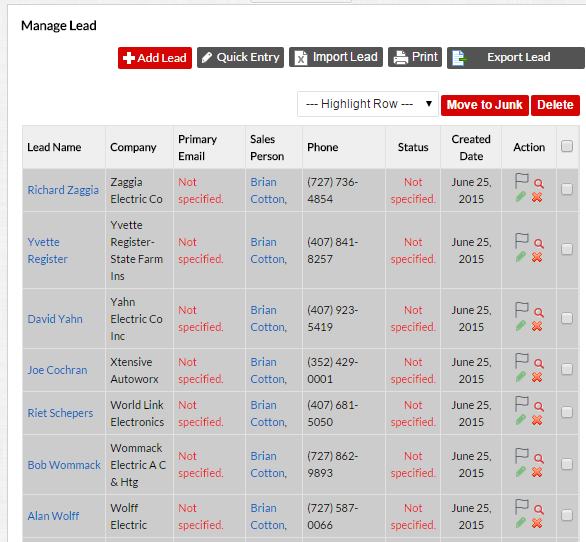 Manage Lead
Add Lead Quick Entry Import Lead Print Export Lead
--- Highlight Row --- Move to Junk Delete
Lead Name Company Primary Email Sales Person Phone Status Created Date Action
Richard Zaggia Zaggia Electric Co Not specified. Brian Cotton, (727) 736-4854 Not specified. June 25, 2015
Yvette Register Yvette Register-State Farm Ins Not specified. Brian Cotton, (407) 841-8257 Not specified. June 25, 2015
David Yahn Yahn Electric Co Inc Not specified. Brian Cotton, (407) 923-5419 Not specified. June 25, 2015
Joe Cochran Xtensive Autoworx Not specified. Brian Cotton, (352) 429-0001 Not specified. June 25, 2015
Riet Schepers World Link Electronics Not specified. Brian Cotton, (407) 681-5050 Not specified. June 25, 2015
Bob Wommack Wommack Electric A C & Htg Not specified. Brian Cotton, (727) 862-9893 Not specified. June 25, 2015
Alan Wolff Wolff Electric Not specified. Brian Cotton, (727) 587-0066 Not specified. June 25, 2015